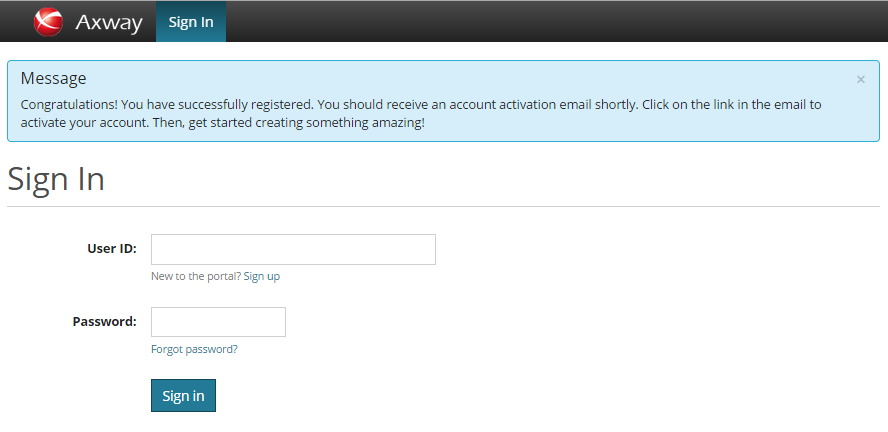 Axway Sign In
Message ×
Congratulations! You have successfully registered. You should receive an account activation email shortly. Click on the link in the email to
activate your account. Then, get started creating something amazing!
Sign In
User ID:
New to the portal? Sign up
Password:
Forgot password?
Sign in